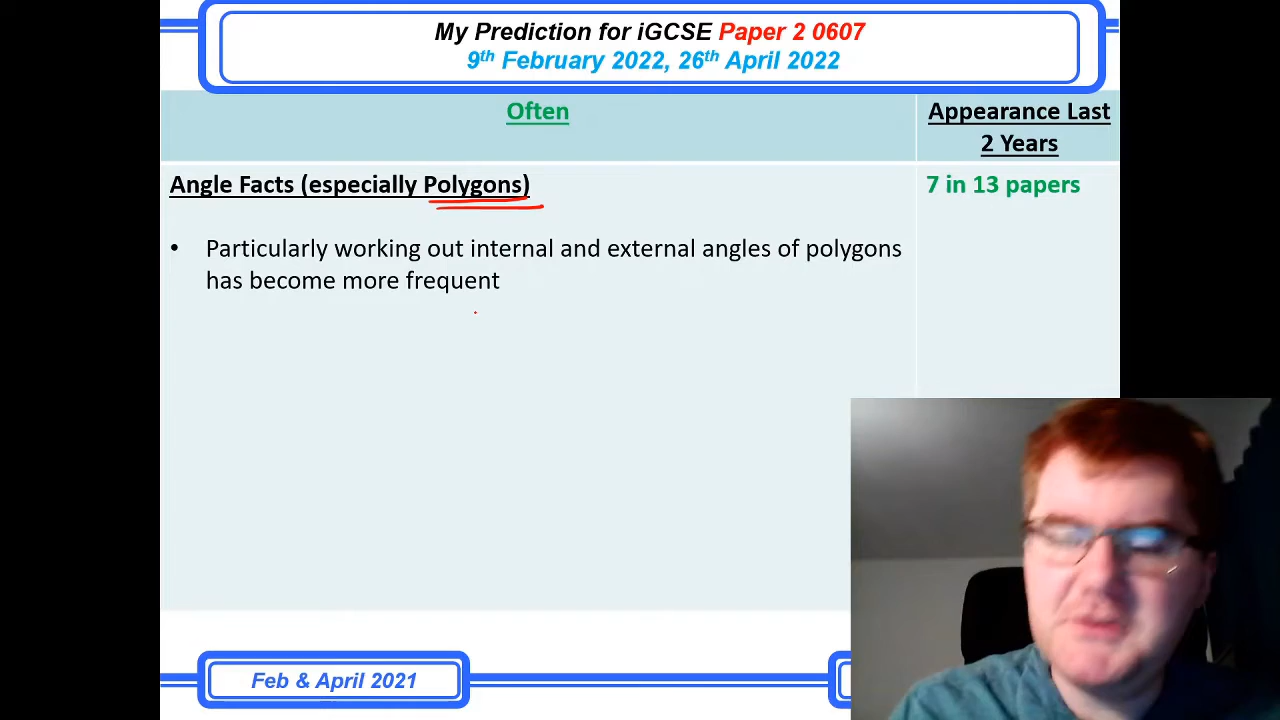 My Prediction for iGCSE Paper 2 0607
9th February 2022, 26th April 2022
Often
Appearance Last
2 Years
Angle Facts (especially Polygons)
7 in 13 papers
• Particularly working out internal and external angles of polygons
has become more frequent
Feb & April 2021